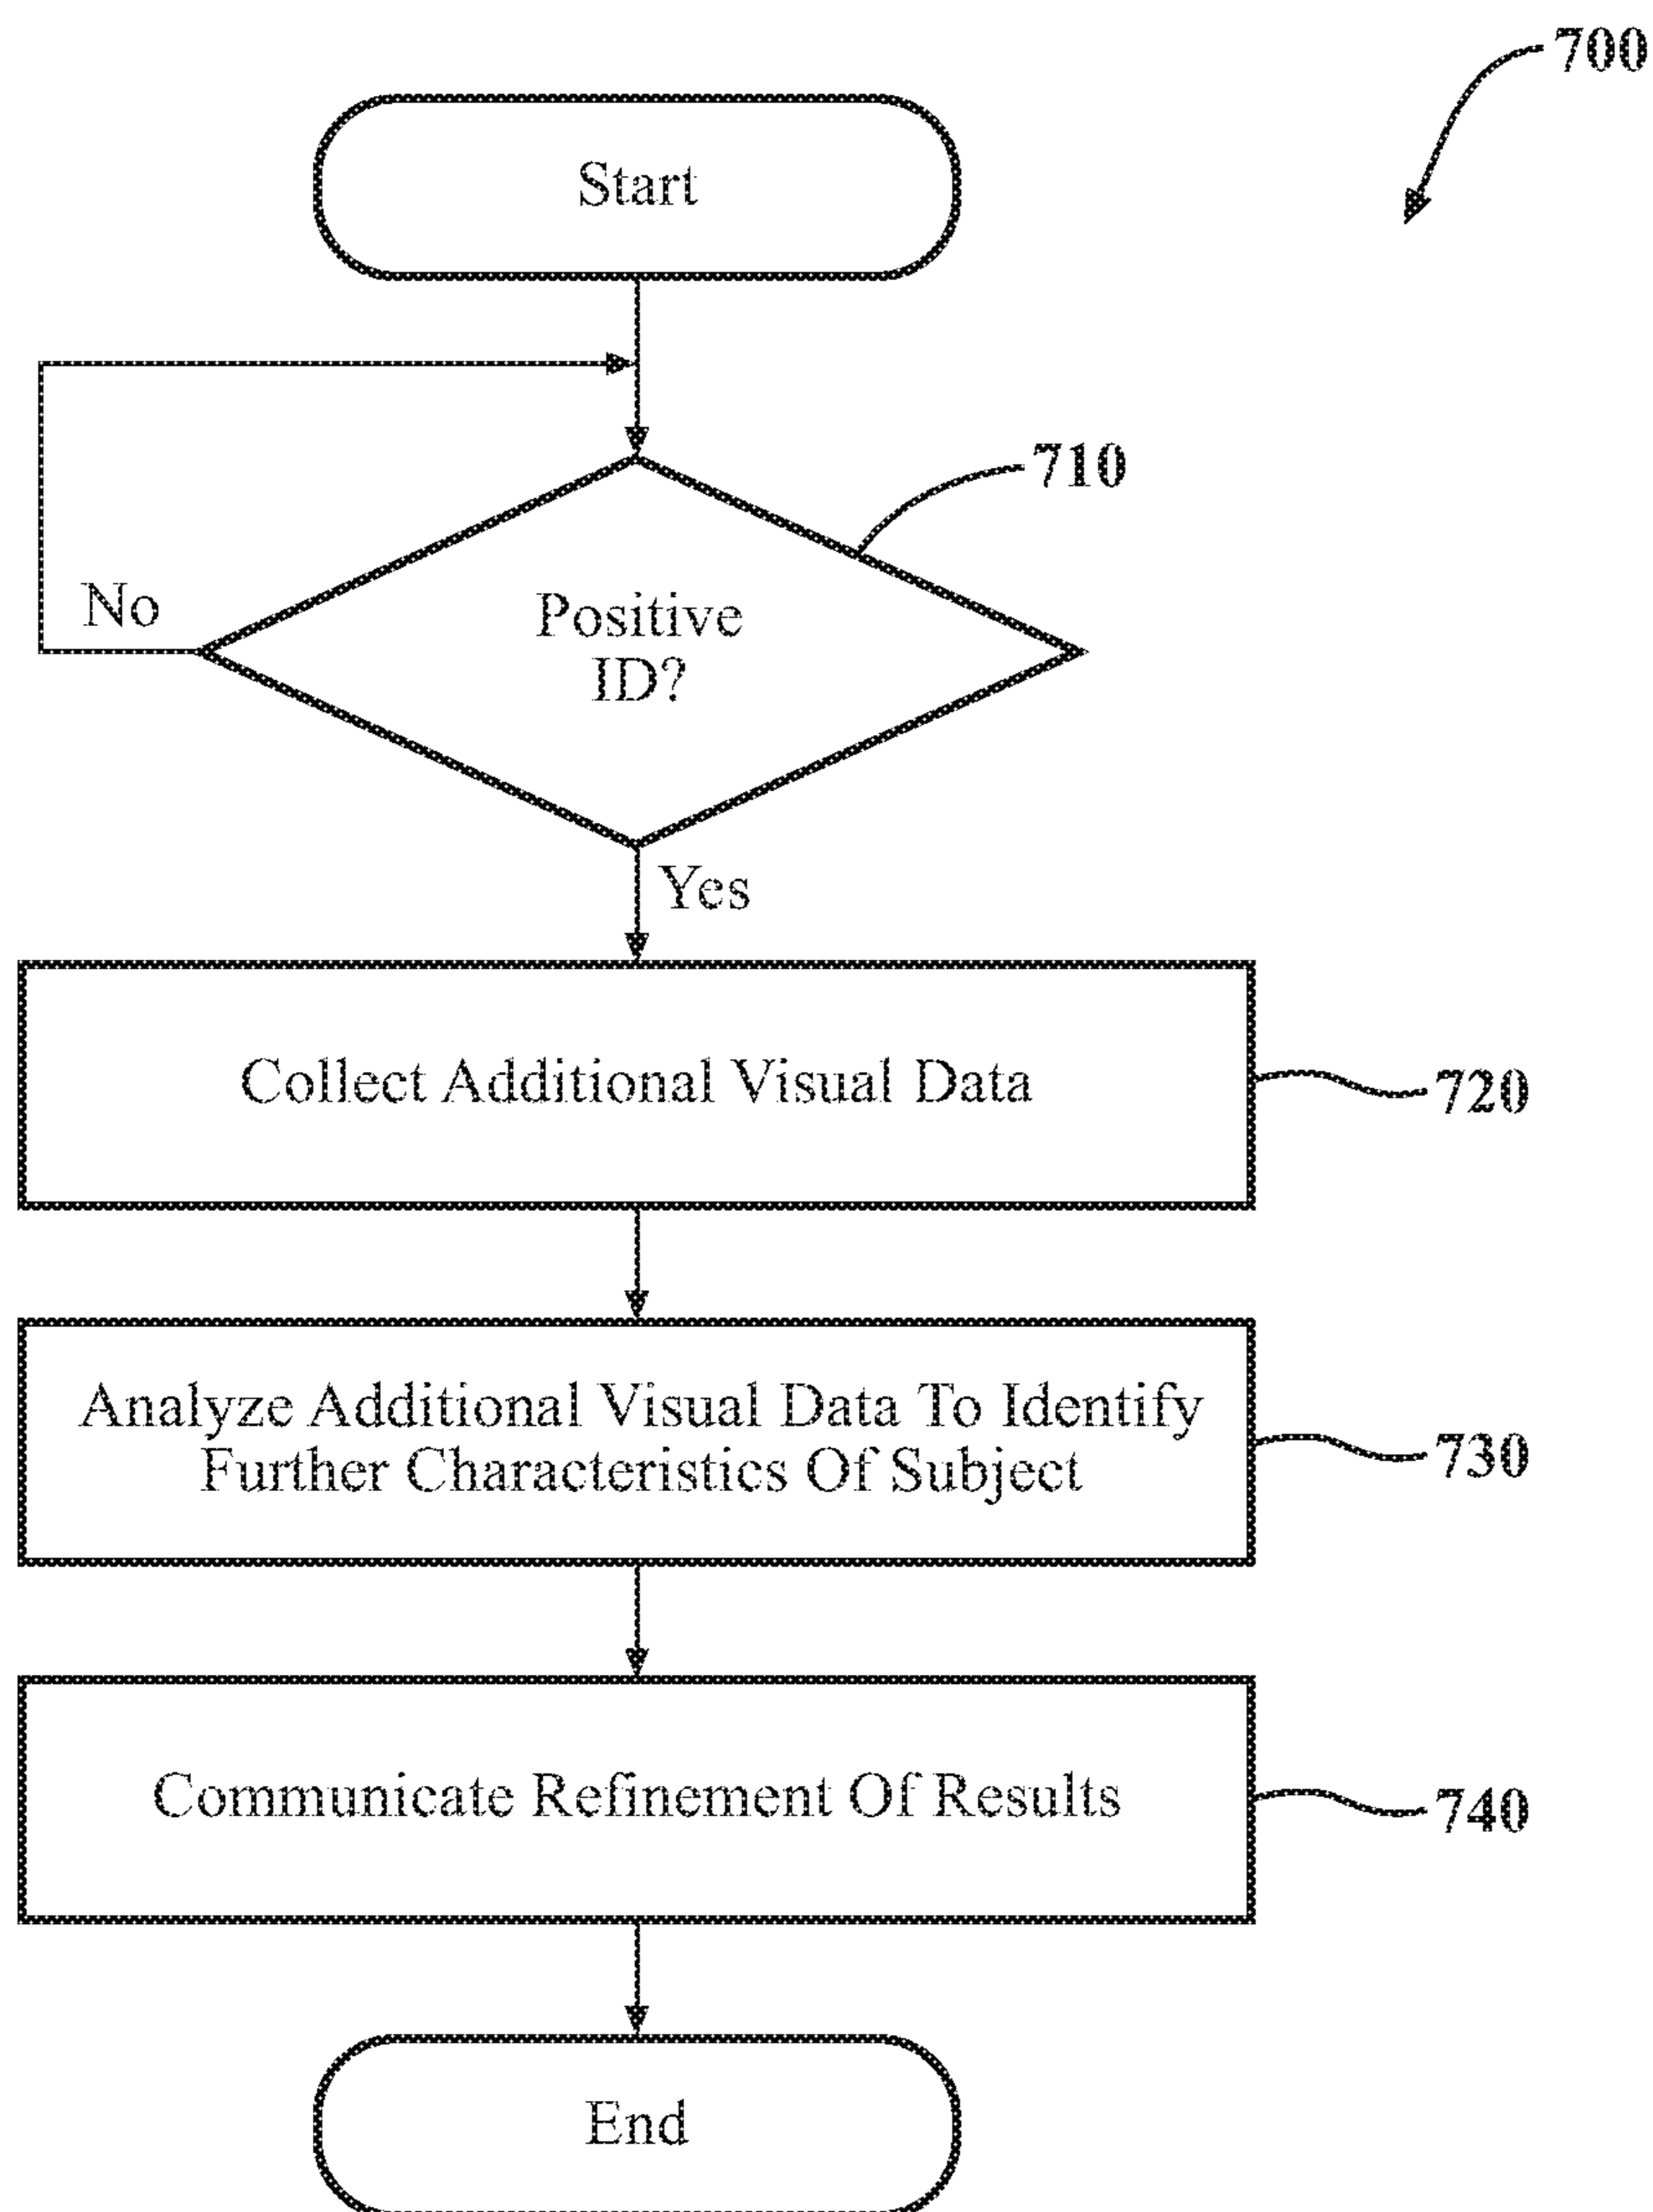 700
Start
710
No
Positive
ID?
Yes
Collect Additional Visual Data
720
Analyze Additional Visual Data To Identify
Further Characteristics Of Subject
730
Communicate Refinement Of Results
740
End